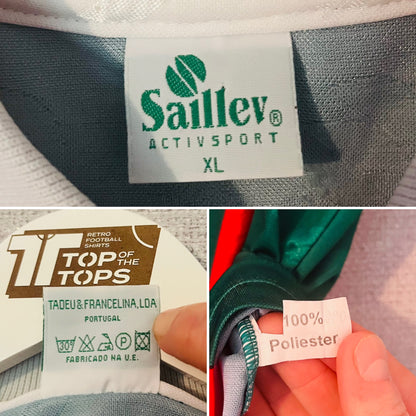 Saillev®
ACTIVSPORT
XL
RETRO
FOOTBALL
SHIRTS
TOP OF THE
TOPS
TADEU & FRANCELINA, LDA
PORTUGAL
30° P
FABRICADO NA U.E.
100%
Poliester